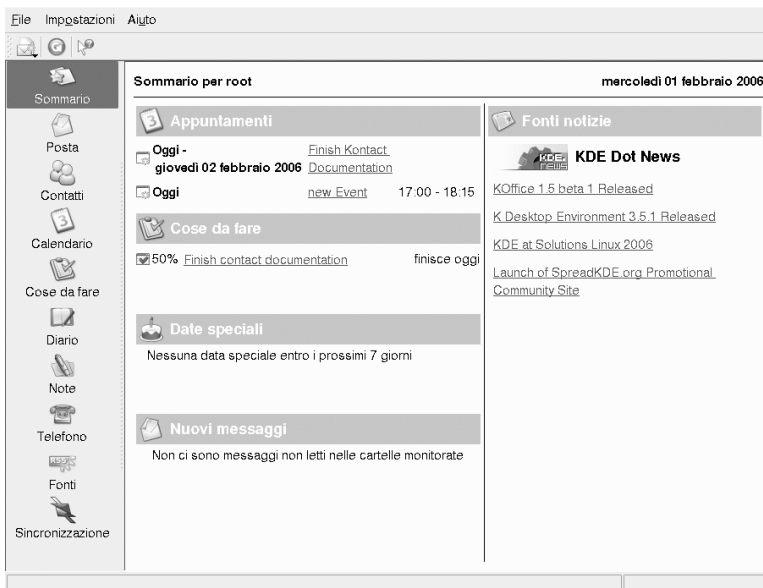 File Impostazioni Aiuto
Sommario
Posta
Contatti
Calendario
Cose da fare
Diario
Note
Telefono
Fonti
Sincronizzazione
Sommario per root mercoledì 01 febbraio 2006
Appuntamenti
Oggi - Finish Kontact
giovedì 02 febbraio 2006 Documentation
Oggi new Event 17:00 - 18:15
Cose da fare
50% Finish contact documentation finisce oggi
Date speciali
Nessuna data speciale entro i prossimi 7 giorni
Nuovi messaggi
Non ci sono messaggi non letti nelle cartelle monitorate
Fonti notizie
KDE Dot News
KOffice 1.5 beta 1 Released
K Desktop Environment 3.5.1 Released
KDE at Solutions Linux 2006
Launch of SpreadKDE.org Promotional
Community Site